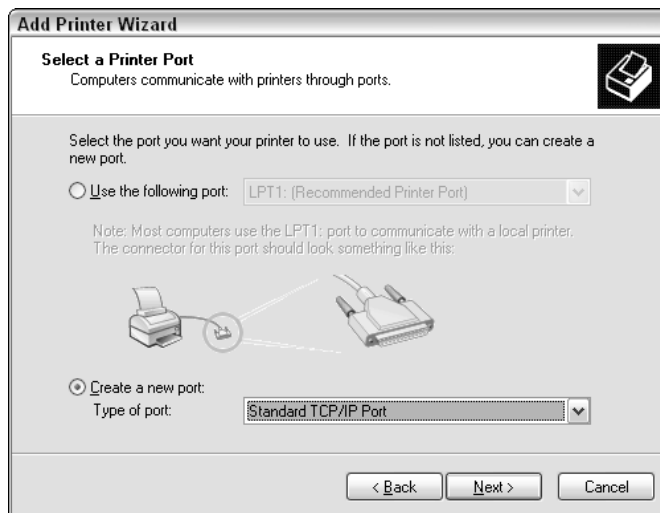 Add Printer Wizard
Select a Printer Port
Computers communicate with printers through ports.
Select the port you want your printer to use. If the port is not listed, you can create a
new port.
Use the following port: LPT1: (Recommended Printer Port)
Note: Most computers use the LPT1: port to communicate with a local printer.
The connector for this port should look something like this:
Create a new port:
Type of port: Standard TCP/IP Port
< Back Next > Cancel